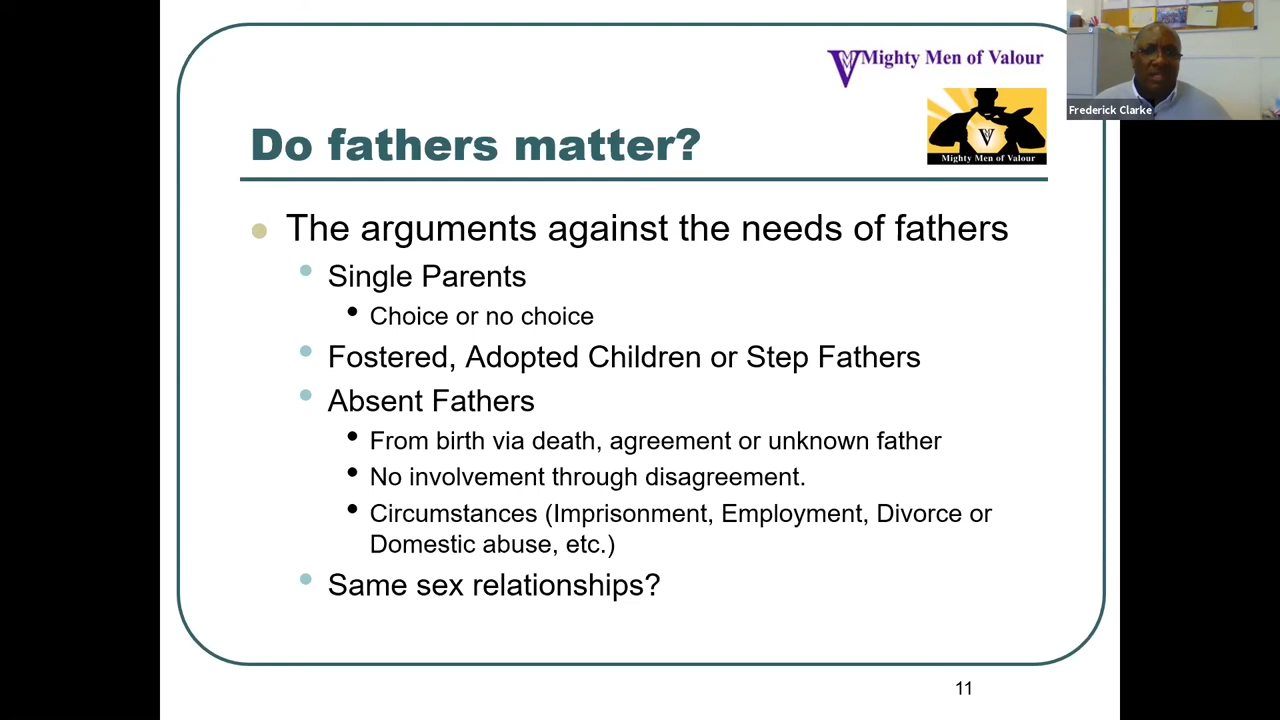 Mighty Men of Valour
Frederick Clarke
Do fathers matter?
Mighty Men of Valour
The arguments against the needs of fathers
Single Parents
Choice or no choice
Fostered, Adopted Children or Step Fathers
Absent Fathers
From birth via death, agreement or unknown father
No involvement through disagreement.
Circumstances (Imprisonment, Employment, Divorce or
Domestic abuse, etc.)
Same sex relationships?
11